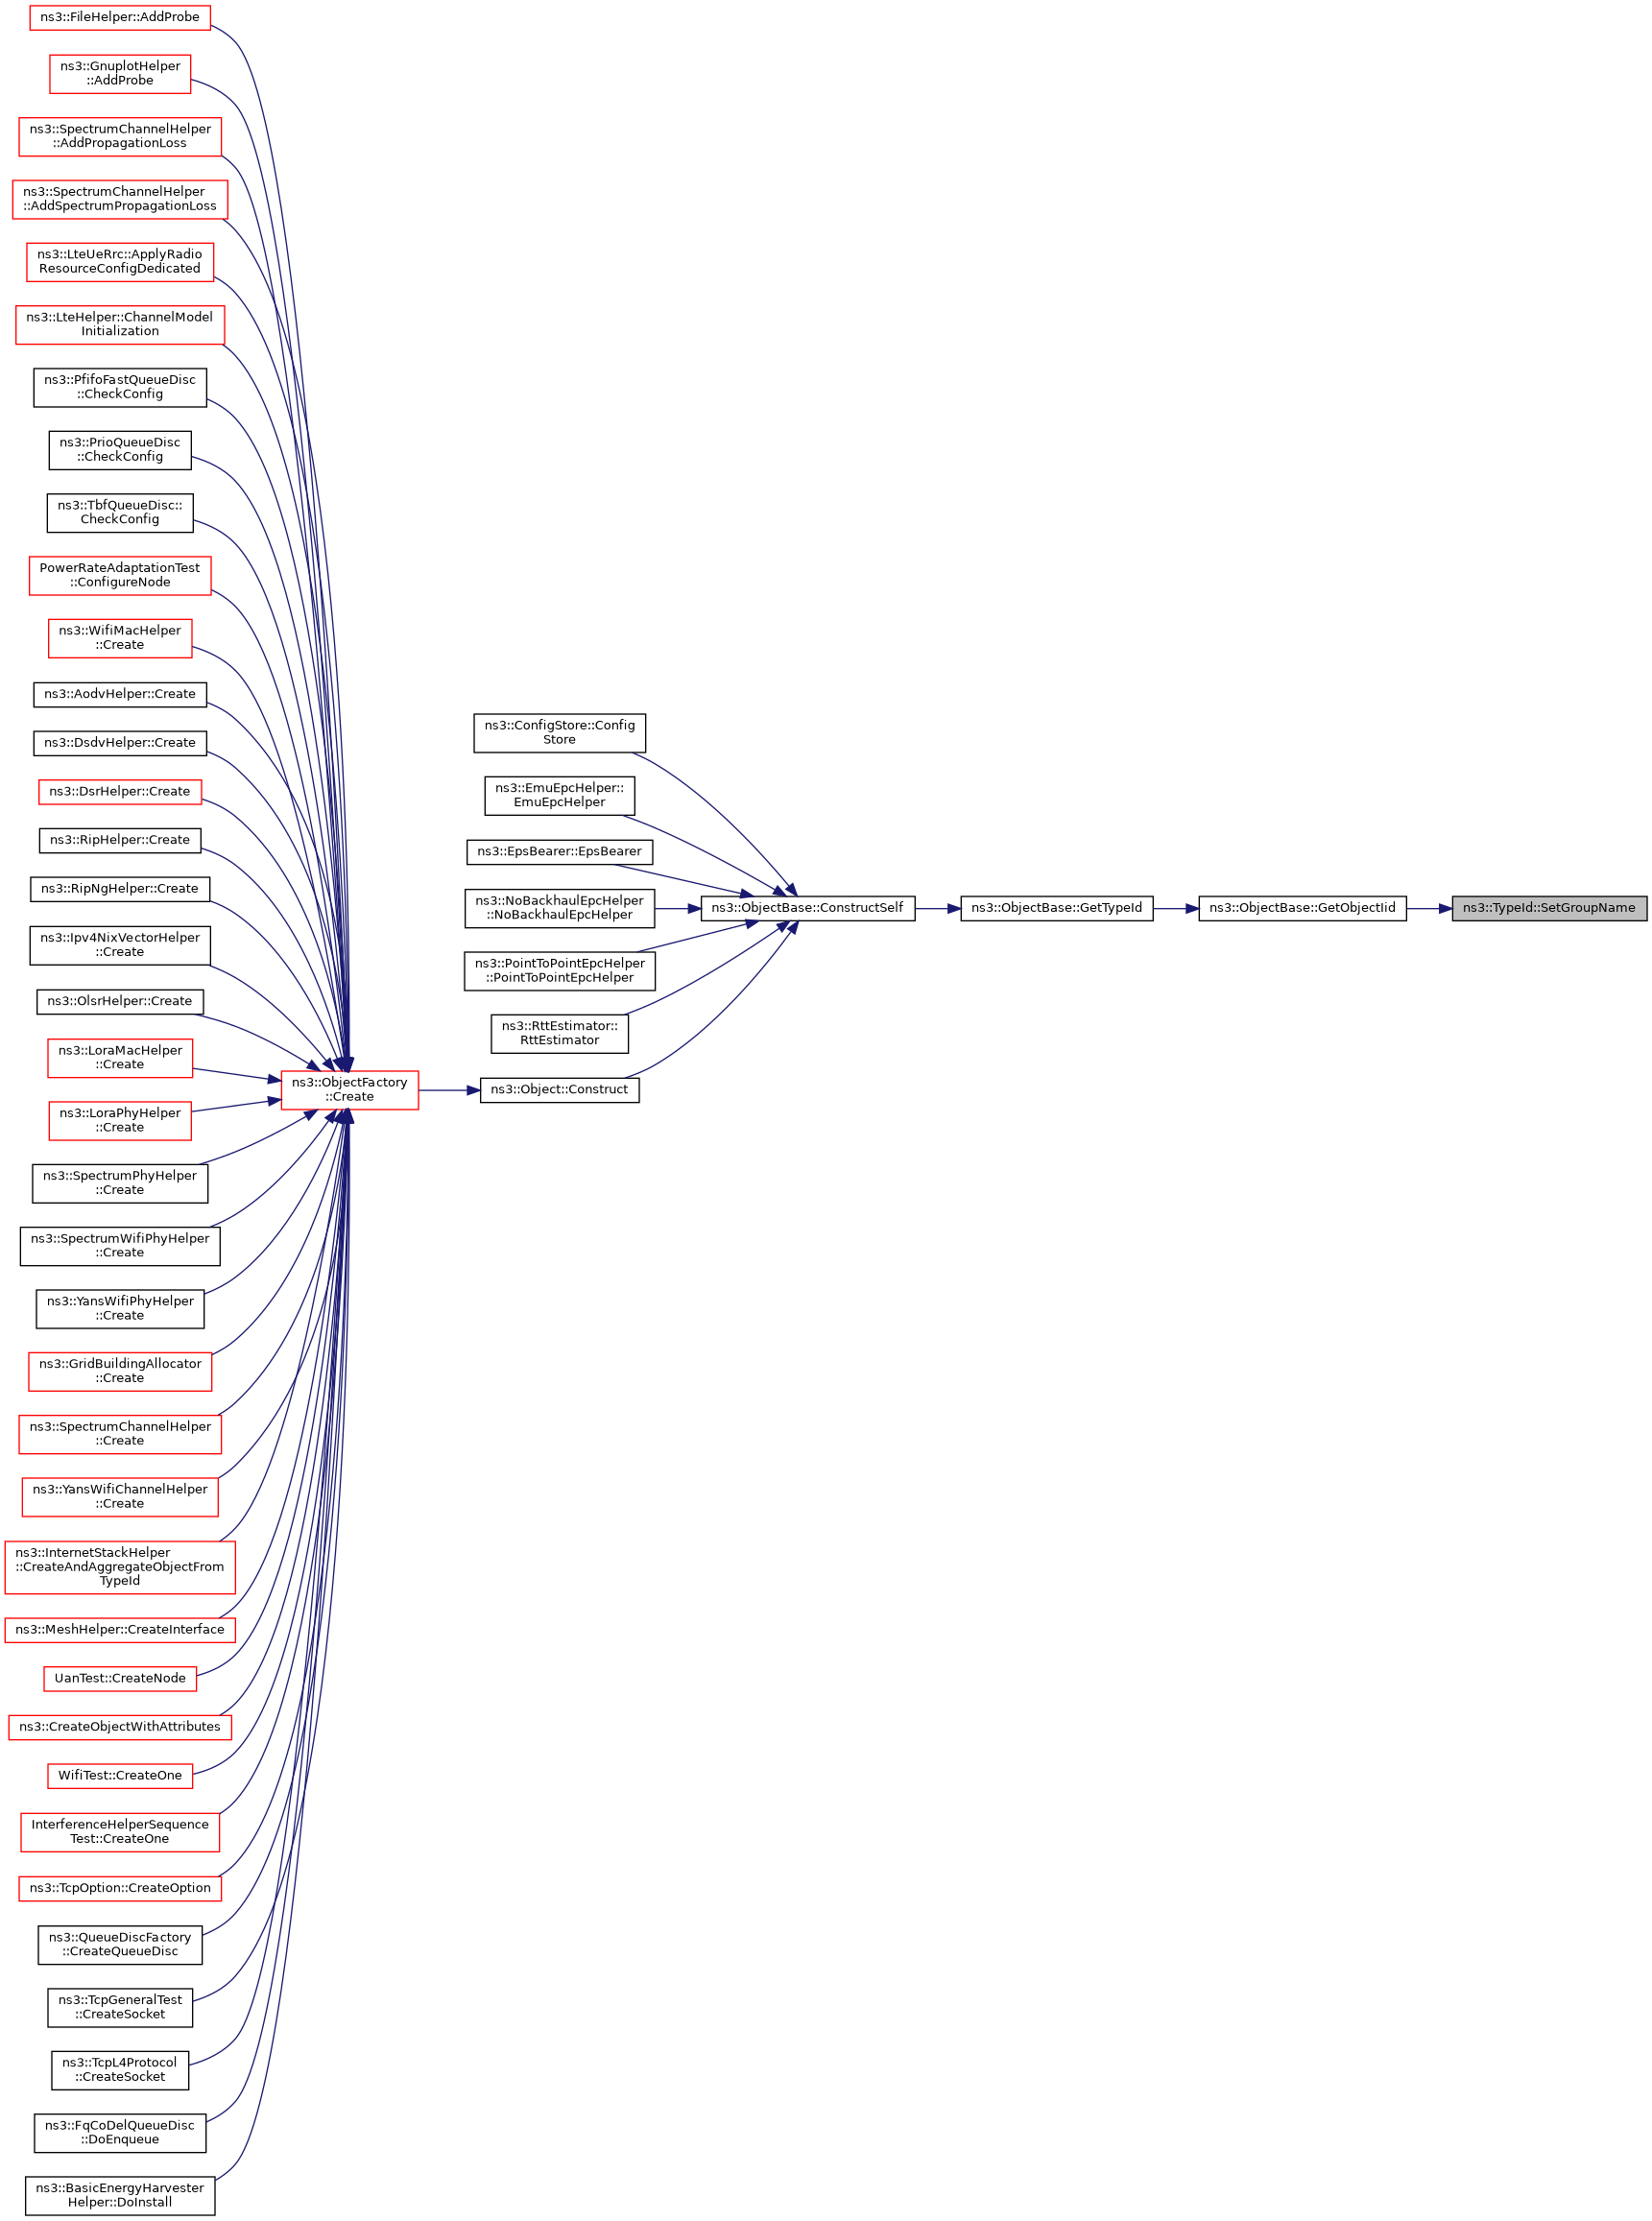 ns3::FileHelper::AddProbe
ns3::GnuplotHelper
::AddProbe
ns3::SpectrumChannelHelper
::AddPropagationLoss
ns3::SpectrumChannelHelper
::AddSpectrumPropagationLoss
ns3::LteUeRrc::ApplyRadio
ResourceConfigDedicated
ns3::LteHelper::ChannelModel
Initialization
ns3::PfifoFastQueueDisc
::CheckConfig
ns3::PrioQueueDisc
::CheckConfig
ns3::TbfQueueDisc::
CheckConfig
PowerRateAdaptationTest
::ConfigureNode
ns3::WifiMacHelper
::Create
ns3::AodvHelper::Create
ns3::DsdvHelper::Create
ns3::DsrHelper::Create
ns3::RipHelper::Create
ns3::RipNgHelper::Create
ns3::Ipv4NixVectorHelper
::Create
ns3::OlsrHelper::Create
ns3::LoraMacHelper
::Create
ns3::LoraPhyHelper
::Create
ns3::SpectrumPhyHelper
::Create
ns3::SpectrumWifiPhyHelper
::Create
ns3::YansWifiPhyHelper
::Create
ns3::GridBuildingAllocator
::Create
ns3::SpectrumChannelHelper
::Create
ns3::YansWifiChannelHelper
::Create
ns3::InternetStackHelper
::CreateAndAggregateObjectFrom
TypeId
ns3::MeshHelper::CreateInterface
UanTest::CreateNode
ns3::CreateObjectWithAttributes
WifiTest::CreateOne
InterferenceHelperSequence
Test::CreateOne
ns3::TcpOption::CreateOption
ns3::QueueDiscFactory
::CreateQueueDisc
ns3::TcpGeneralTest
::CreateSocket
ns3::TcpL4Protocol
::CreateSocket
ns3::FqCoDelQueueDisc
::DoEnqueue
ns3::BasicEnergyHarvester
Helper::DoInstall
ns3::ObjectFactory
::Create
ns3::ConfigStore::Config
Store
ns3::EmuEpcHelper::
EmuEpcHelper
ns3::EpsBearer::EpsBearer
ns3::NoBackhaulEpcHelper
::NoBackhaulEpcHelper
ns3::PointToPointEpcHelper
::PointToPointEpcHelper
ns3::RttEstimator::
RttEstimator
ns3::Object::Construct
ns3::ObjectBase::ConstructSelf
ns3::ObjectBase::GetTypeId
ns3::ObjectBase::GetObjectIid
ns3::TypeId::SetGroupName